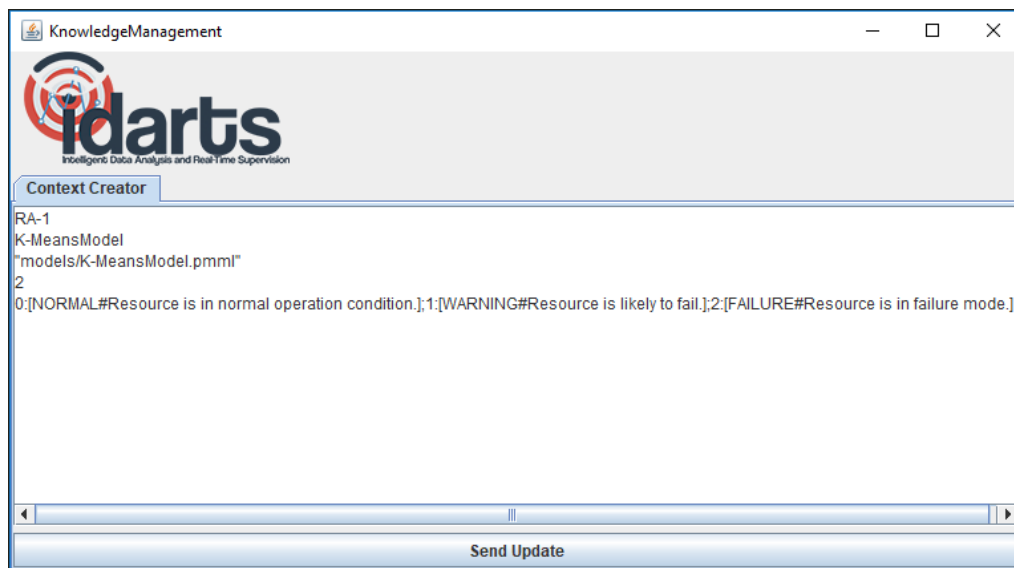 KnowledgeManagement
idarts
Intelligent Data Analysis and Real-Time Supervision
Context Creator
RA-1
K-MeansModel
"models/K-MeansModel.pmml"
2
0:[NORMAL#Resource is in normal operation condition.];1:[WARNING#Resource is likely to fail.];2:[FAILURE#Resource is in failure mode.]
Send Update